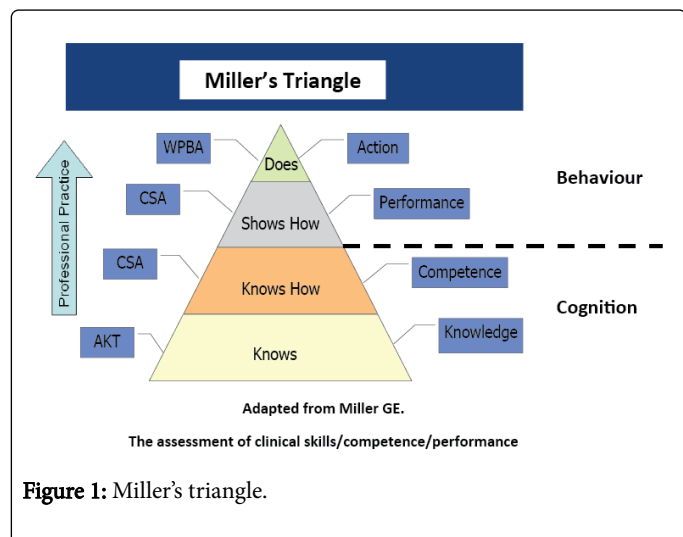 Miller's Triangle
WPBA
Does
Action
Behaviour
CSA
Shows How
Performance
Professional Practice
CSA
Knows How
Competence
Cognition
AKT
Knows
Knowledge
Adapted from Miller GE.
The assessment of clinical skills/competence/performance
Figure 1: Miller's triangle.